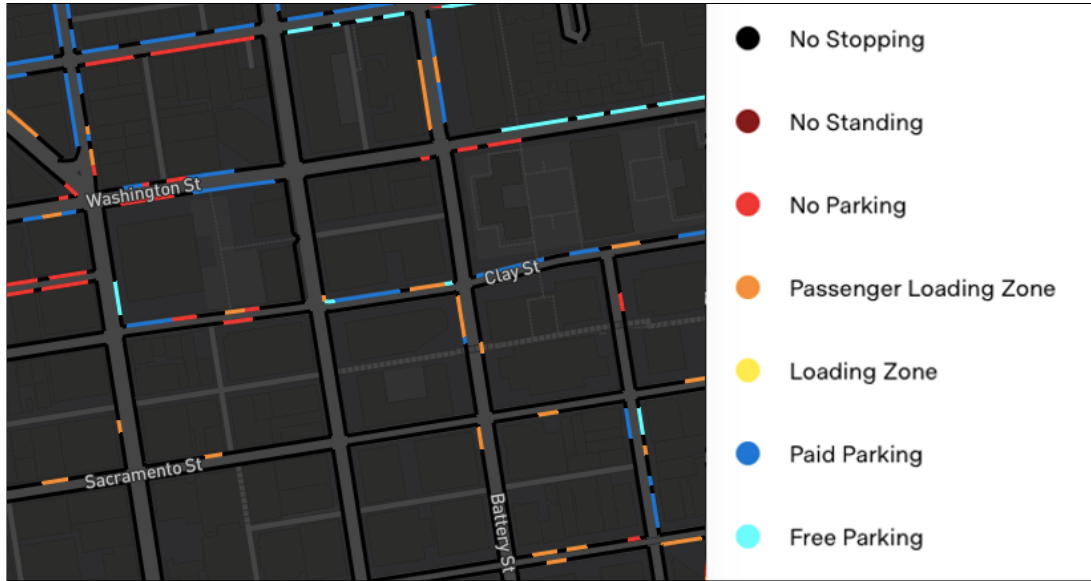 No Stopping
No Standing
No Parking
Washington St
Passenger Loading Zone
Clay St
Loading Zone
Paid Parking
Sacramento St
Battery St
Free Parking